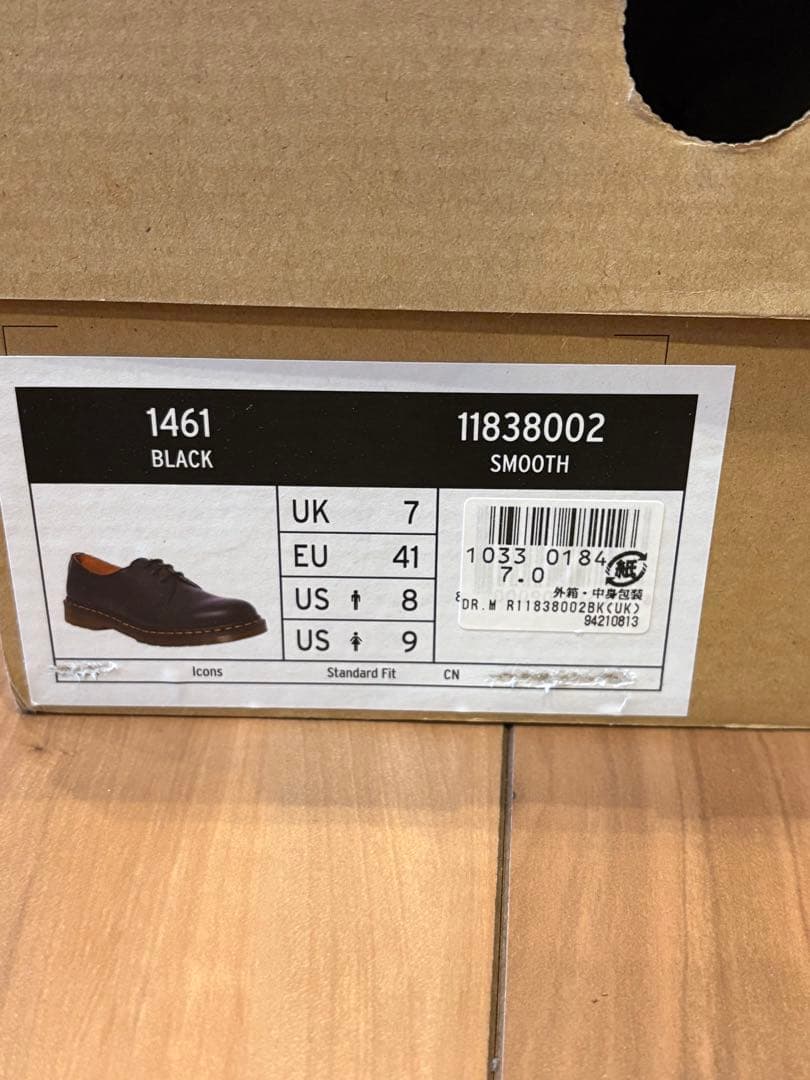 1461
BLACK
11838002
SMOOTH
UK 7
EU 41
US 8
US 9
1033 0184
7.0
紙
外箱・中身包装
DR.M R11838002BK(UK)
94210813
Icons
Standard Fit
CN